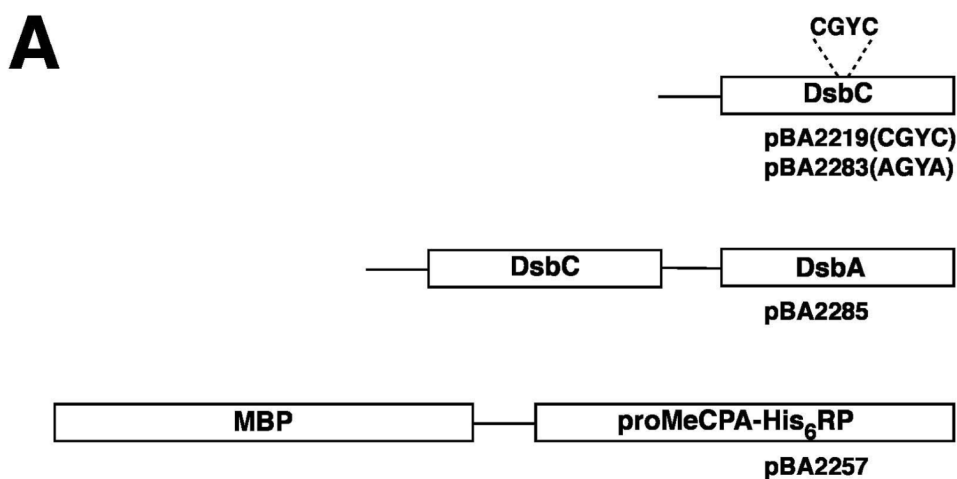 A
CGYC
DsbC
pBA2219(CGYC)
pBA2283(AGYA)
DsbC DsbA
pBA2285
MBP proMeCPA-His₆RP
pBA2257